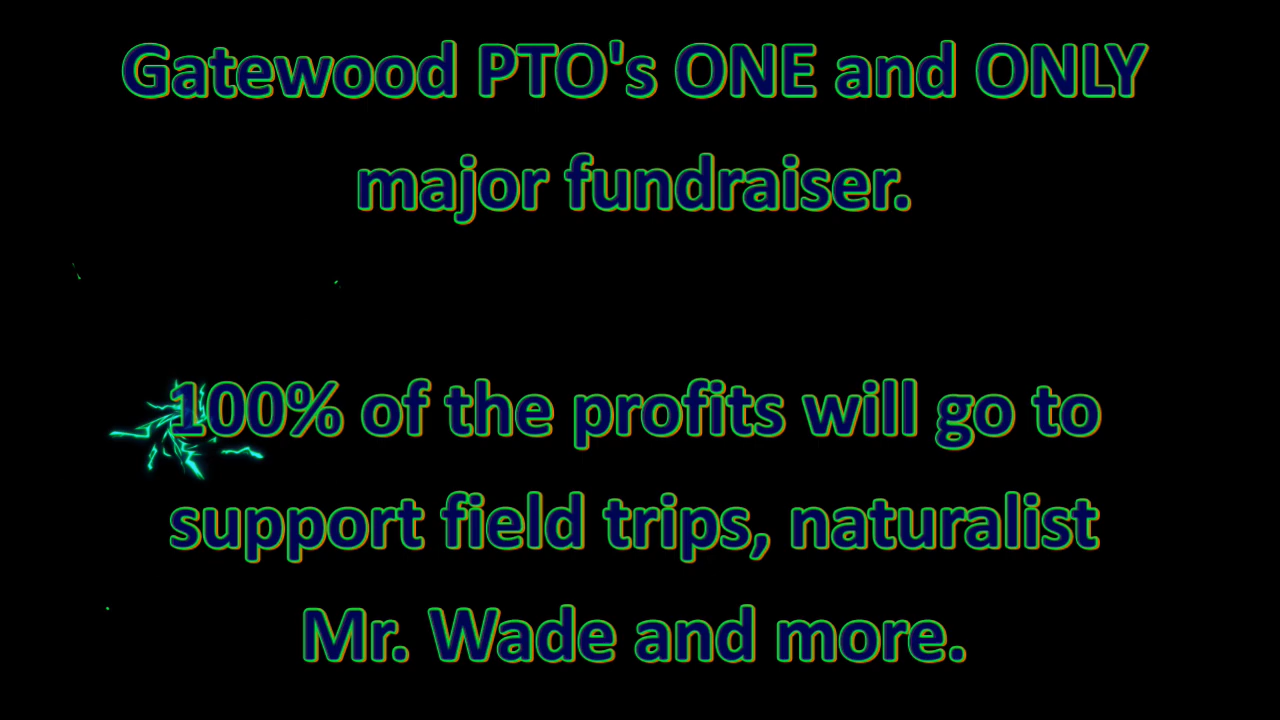 Gatewood PTO's ONE and ONLY
major fundraiser.
100% of the profits will go to
support field trips, naturalist
Mr. Wade and more.